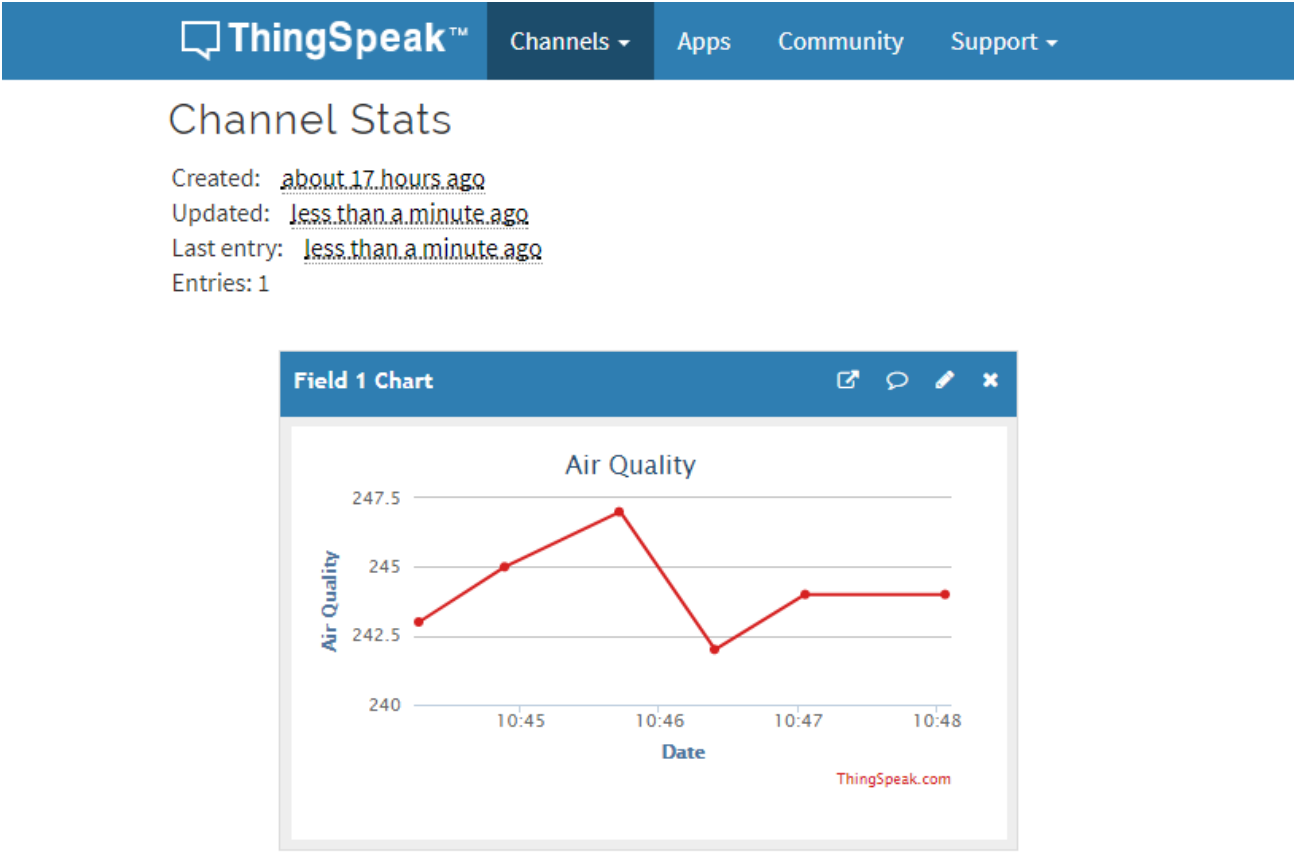 ThingSpeak™ Channels Apps Community Support
Channel Stats
Created: about 17 hours ago
Updated: less than a minute ago
Last entry: less than a minute ago
Entries: 1
Field 1 Chart
Air Quality
247.5
245
242.5
240
Air Quality
10:45 10:46 10:47 10:48
Date
ThingSpeak.com